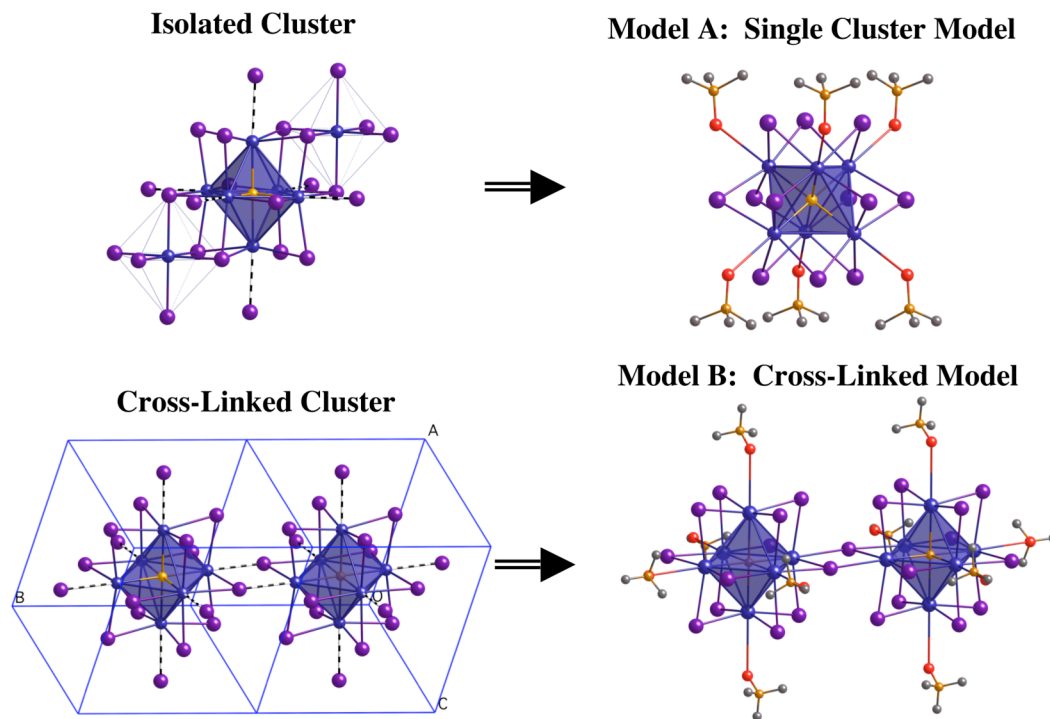 Isolated Cluster
Model A:  Single Cluster Model
Cross-Linked Cluster
Model B:  Cross-Linked Model
A
B
O
C